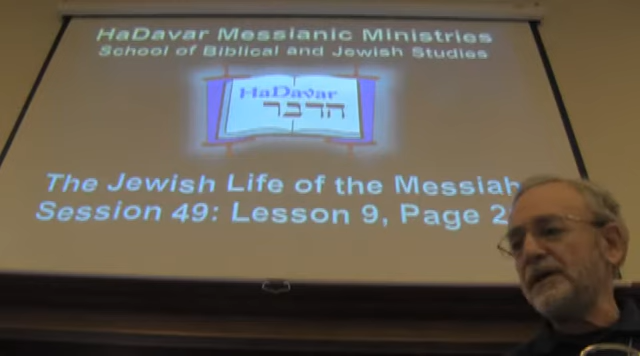 HaDavar Messianic Ministries
School of Biblical and Jewish Studies
HaDavar
הדבר
The Jewish Life of the Messiah
Session 49: Lesson 9, Page